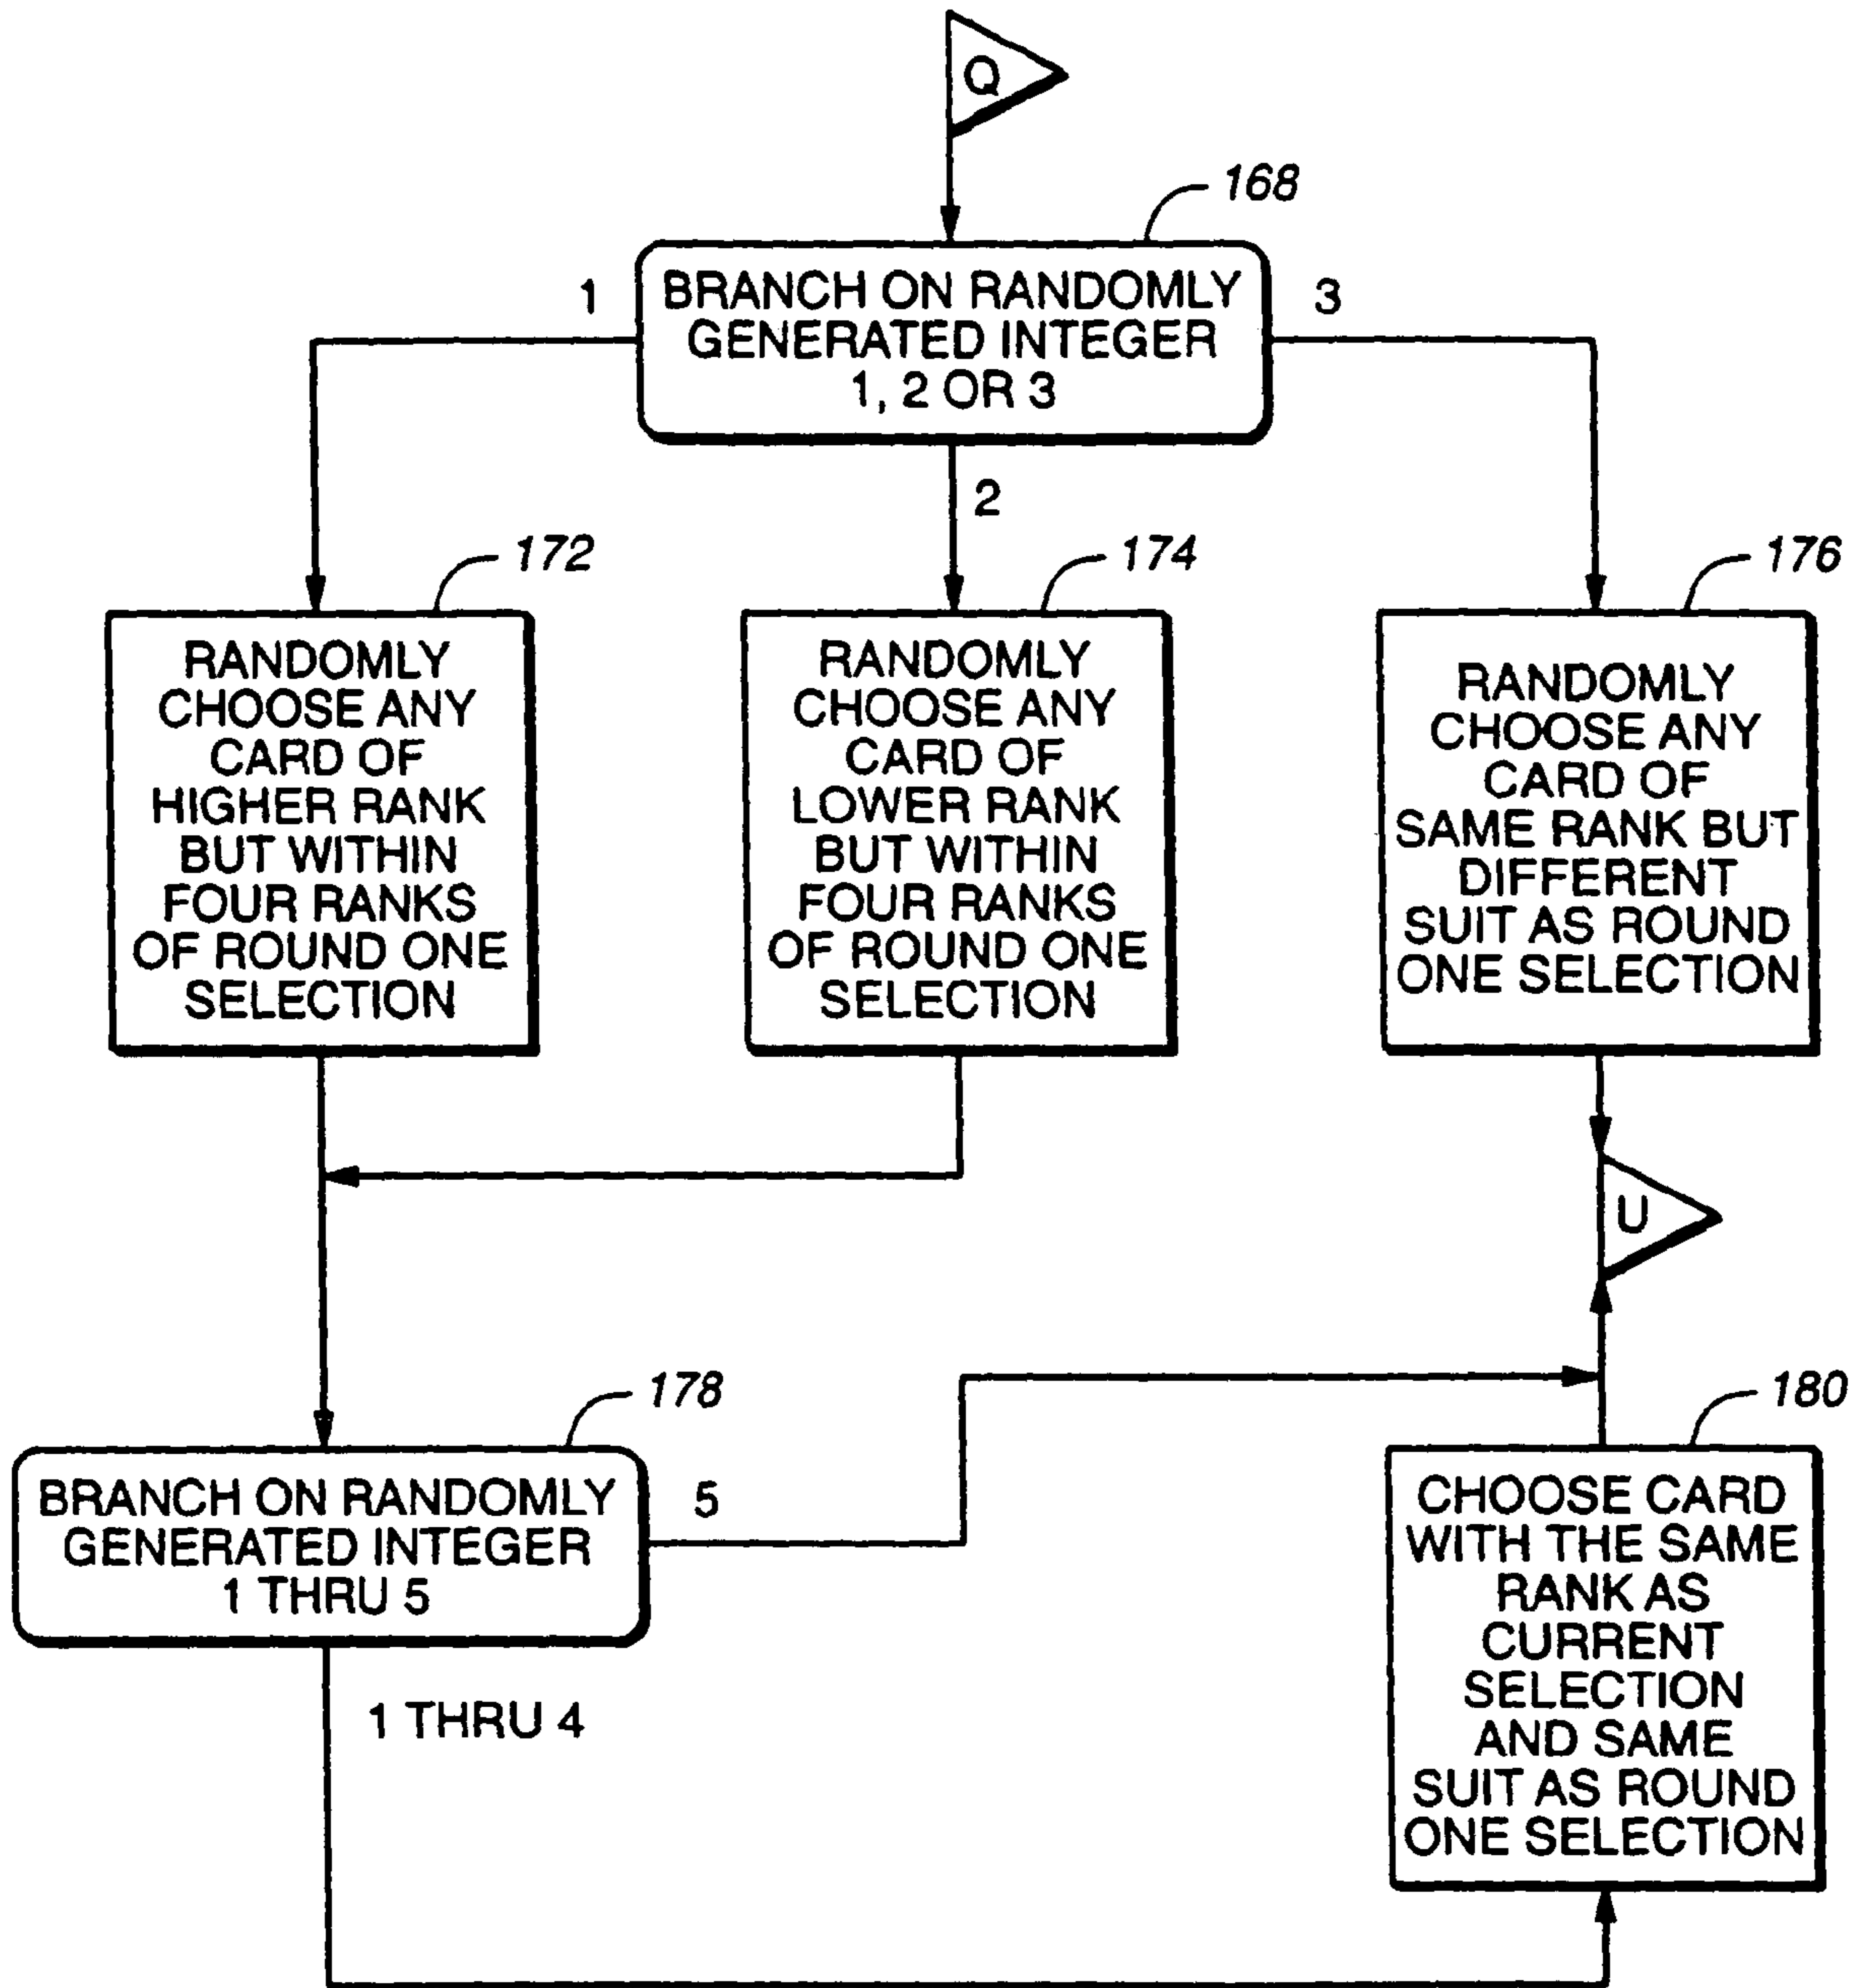 Q
168
1
BRANCH ON RANDOMLY
GENERATED INTEGER
1, 2 OR 3
3
2
172
RANDOMLY
CHOOSE ANY
CARD OF
HIGHER RANK
BUT WITHIN
FOUR RANKS
OF ROUND ONE
SELECTION
174
RANDOMLY
CHOOSE ANY
CARD OF
LOWER RANK
BUT WITHIN
FOUR RANKS
OF ROUND ONE
SELECTION
176
RANDOMLY
CHOOSE ANY
CARD OF
SAME RANK BUT
DIFFERENT
SUIT AS ROUND
ONE SELECTION
U
178
BRANCH ON RANDOMLY
GENERATED INTEGER
1 THRU 5
5
1 THRU 4
180
CHOOSE CARD
WITH THE SAME
RANK AS
CURRENT
SELECTION
AND SAME
SUIT AS ROUND
ONE SELECTION